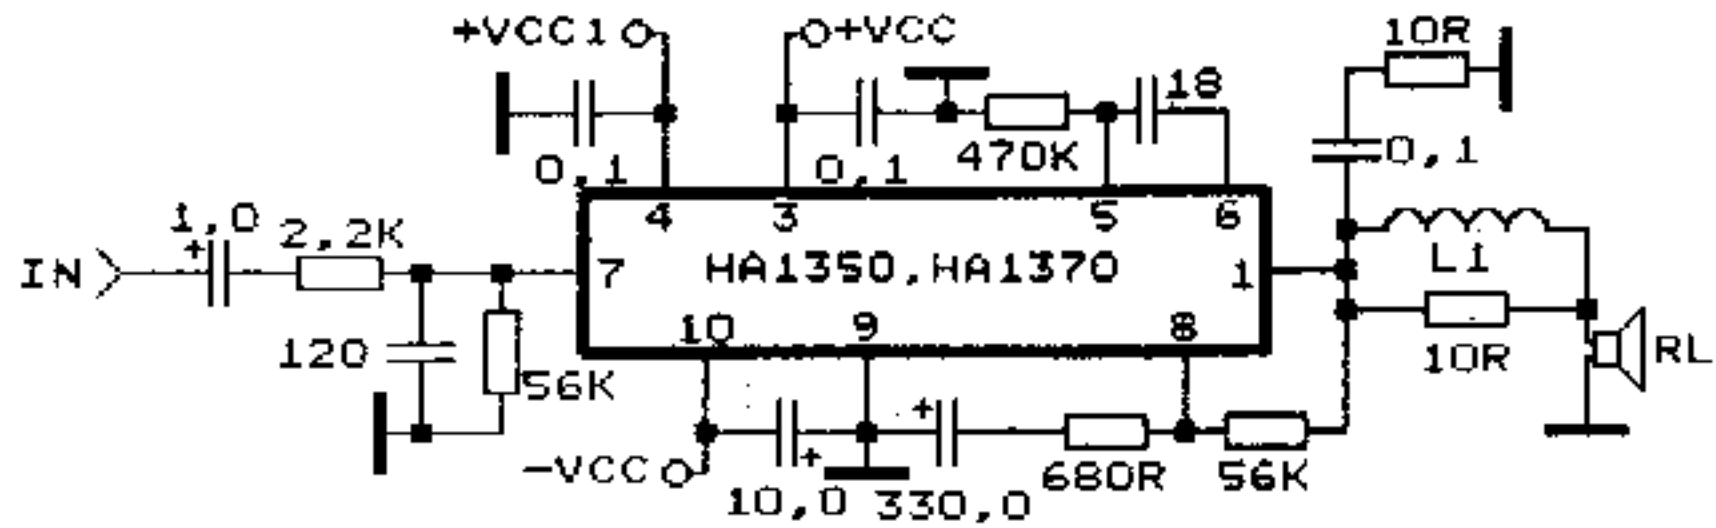 +VCC1
+VCC
10R
18
0,1
470K
0,1
0,1
1,0
2,2K
4
3
5
6
IN
7
HA1350,HA1370
1
L1
10
9
8
120
56K
10R
RL
-VCC
10,0
330,0
680R
56K